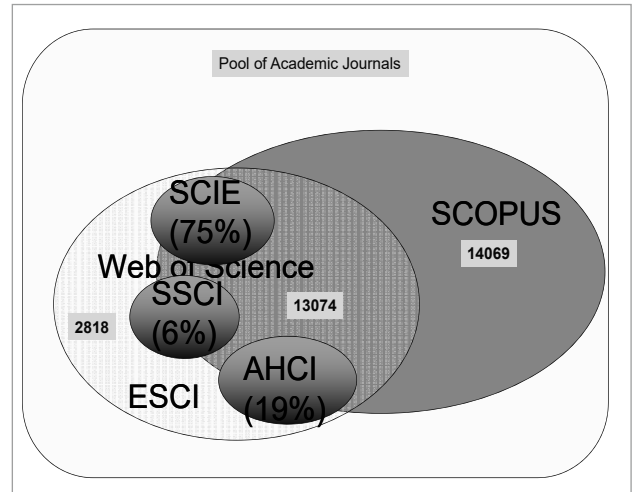 Pool of Academic Journals
SCIE
(75%)
SCOPUS
14069
Web of Science
SSCI
(6%)
13074
2818
AHCI
(19%)
ESCI